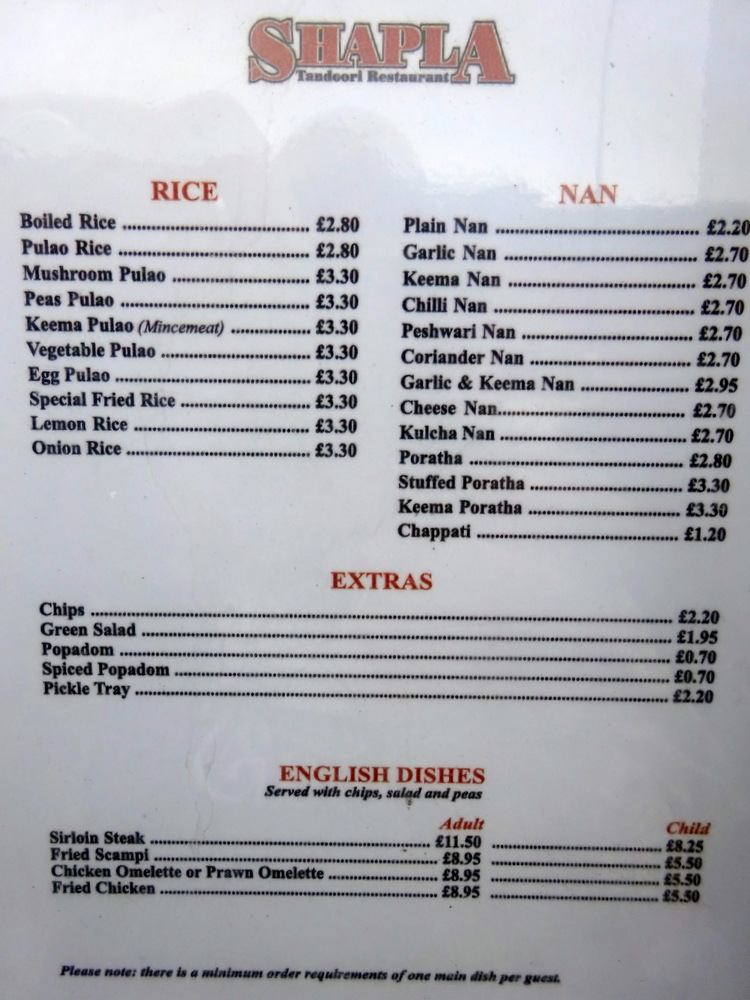 SHAPLA
Tandoori Restaurant
RICE
Boiled Rice ........ £2.80
Pulao Rice ........ £2.80
Mushroom Pulao ........ £3.30
Peas Pulao ........ £3.30
Keema Pulao (Mincemeat) ........ £3.30
Vegetable Pulao ........ £3.30
Egg Pulao ........ £3.30
Special Fried Rice ........ £3.30
Lemon Rice ........ £3.30
Onion Rice ........ £3.30
NAN
Plain Nan ........ £2.20
Garlic Nan ........ £2.70
Keema Nan ........ £2.70
Chilli Nan ........ £2.70
Peshwari Nan ........ £2.70
Coriander Nan ........ £2.70
Garlic & Keema Nan ........ £2.95
Cheese Nan ........ £2.70
Kulcha Nan ........ £2.70
Poratha ........ £2.80
Stuffed Poratha ........ £3.30
Keema Poratha ........ £3.30
Chappati ........ £1.20
EXTRAS
Chips ........ £2.20
Green Salad ........ £1.95
Popadom ........ £0.70
Spiced Popadom ........ £0.70
Pickle Tray ........ £2.20
ENGLISH DISHES
Served with chips, salad and peas
Adult Child
Sirloin Steak ........ £11.50 ........ £8.25
Fried Scampi ........ £8.95 ........ £5.50
Chicken Omelette or Prawn Omelette ........ £8.95 ........ £5.50
Fried Chicken ........ £8.95 ........ £5.50
Please note: there is a minimum order requirements of one main dish per guest.